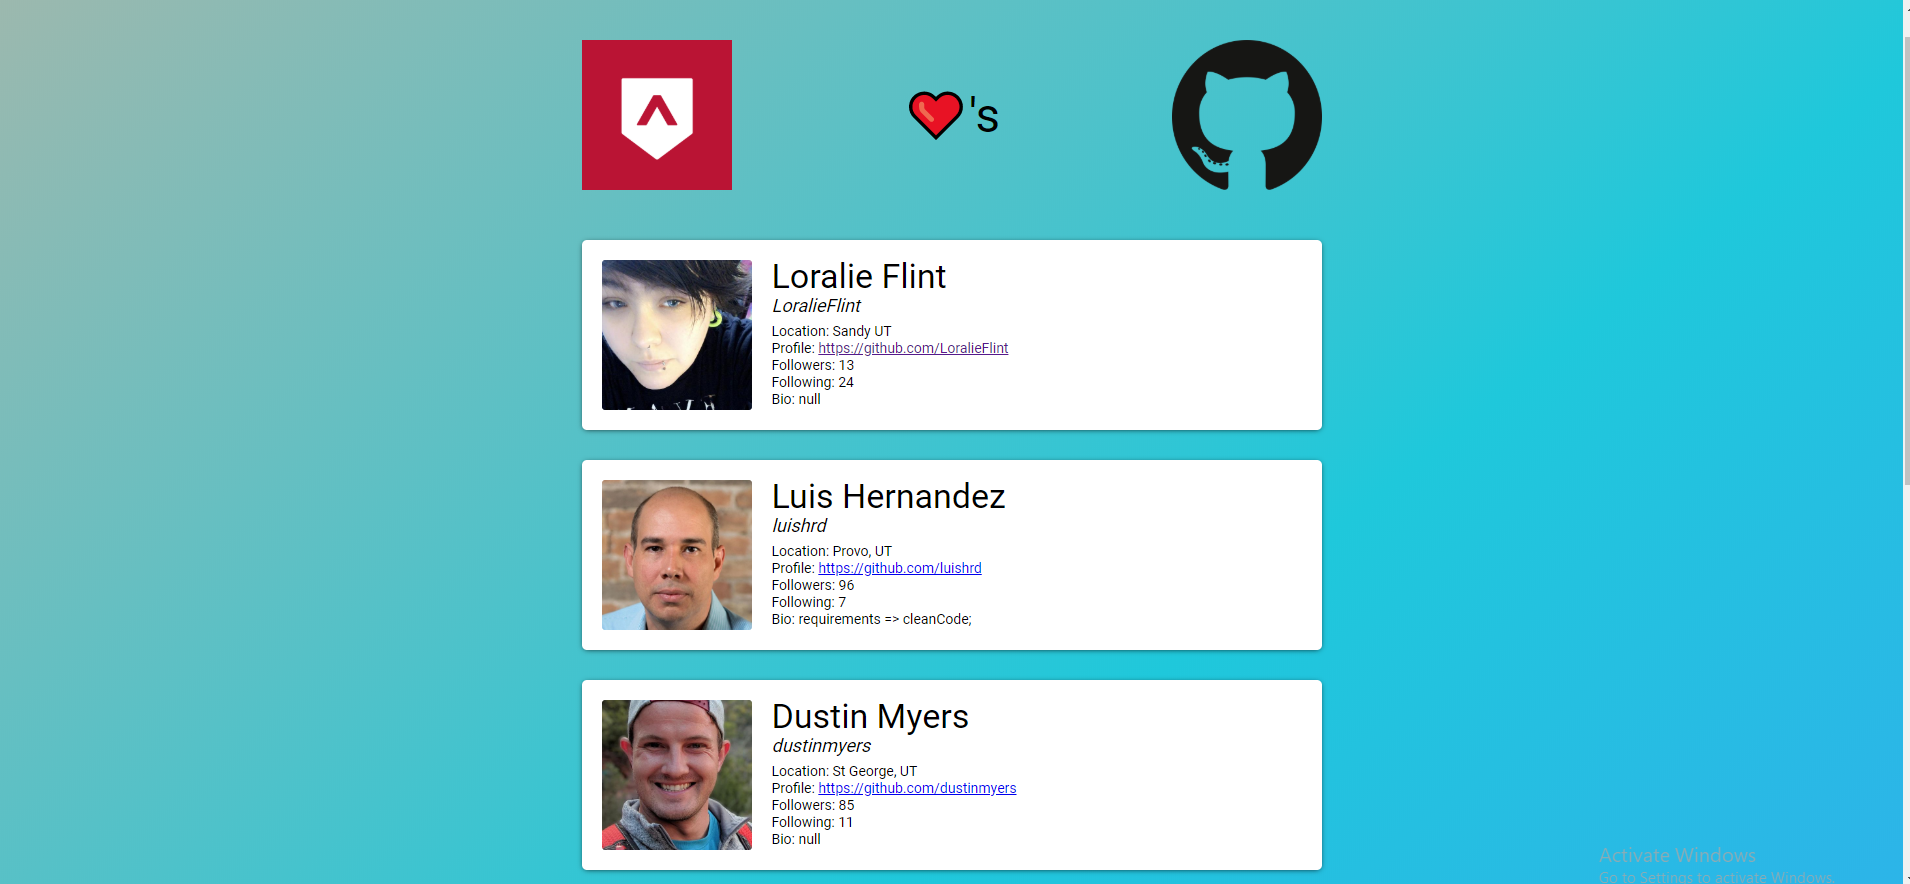 ❤'s
Loralie Flint
LoralieFlint
Location: Sandy UT
Profile: https://github.com/LoralieFlint
Followers: 13
Following: 24
Bio: null
Luis Hernandez
luishrd
Location: Provo, UT
Profile: https://github.com/luishrd
Followers: 96
Following: 7
Bio: requirements => cleanCode;
Dustin Myers
dustinmyers
Location: St George, UT
Profile: https://github.com/dustinmyers
Followers: 85
Following: 11
Bio: null
Activate Windows
Go to Settings to activate Windows.